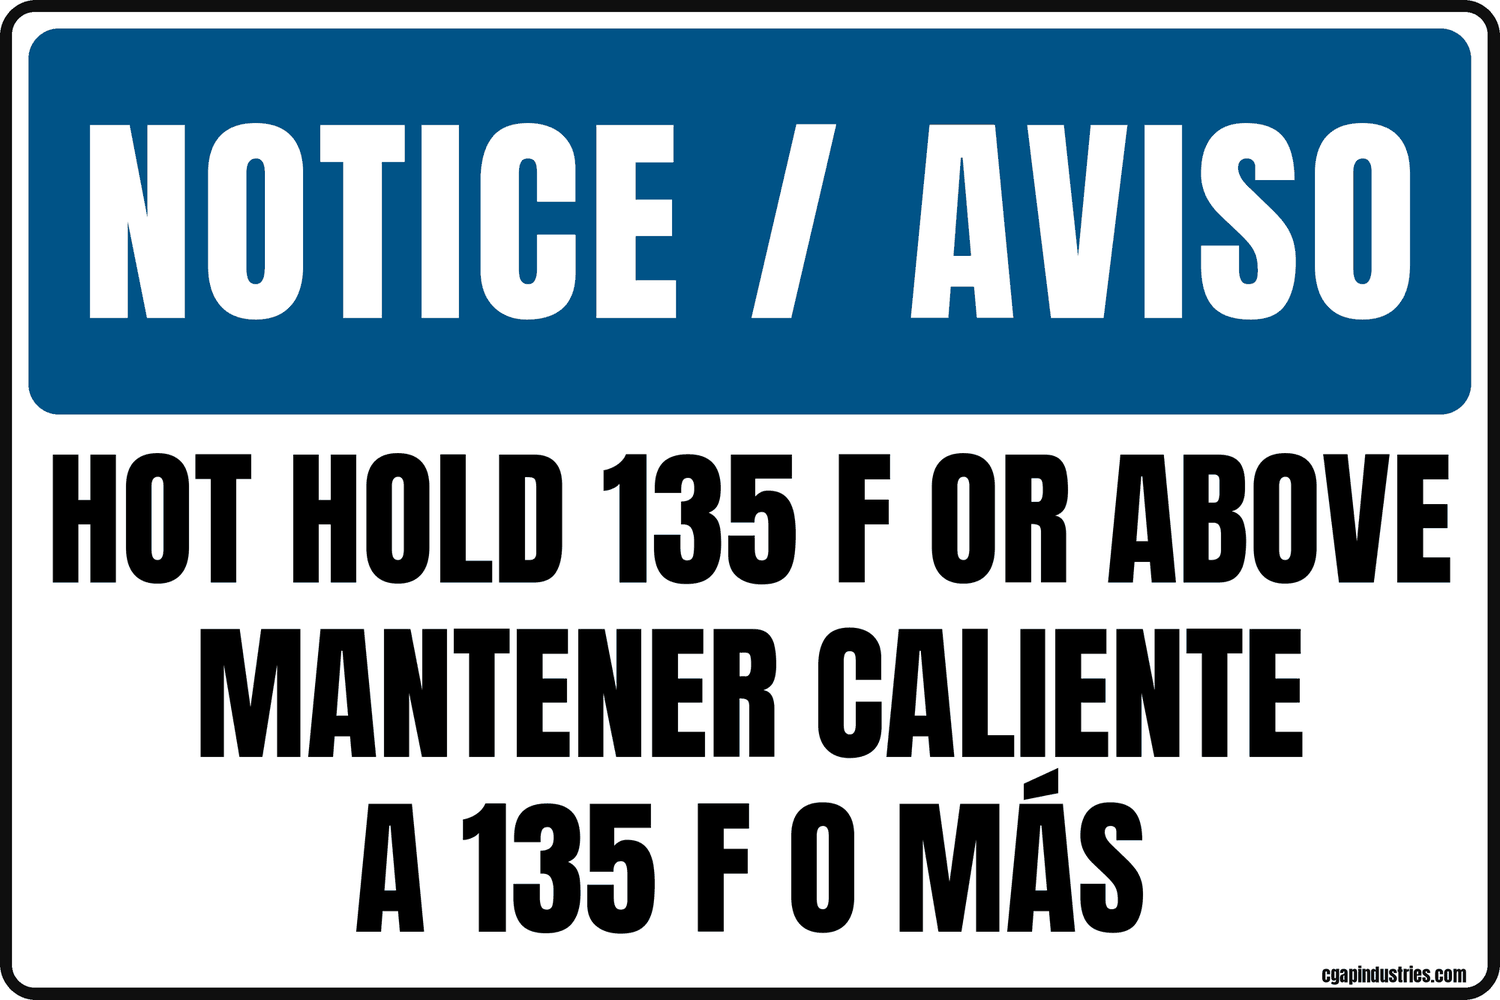 NOTICE / AVISO
HOT HOLD 135 F OR ABOVE
MANTENER CALIENTE
A 135 F O MÁS
cgapindustries.com